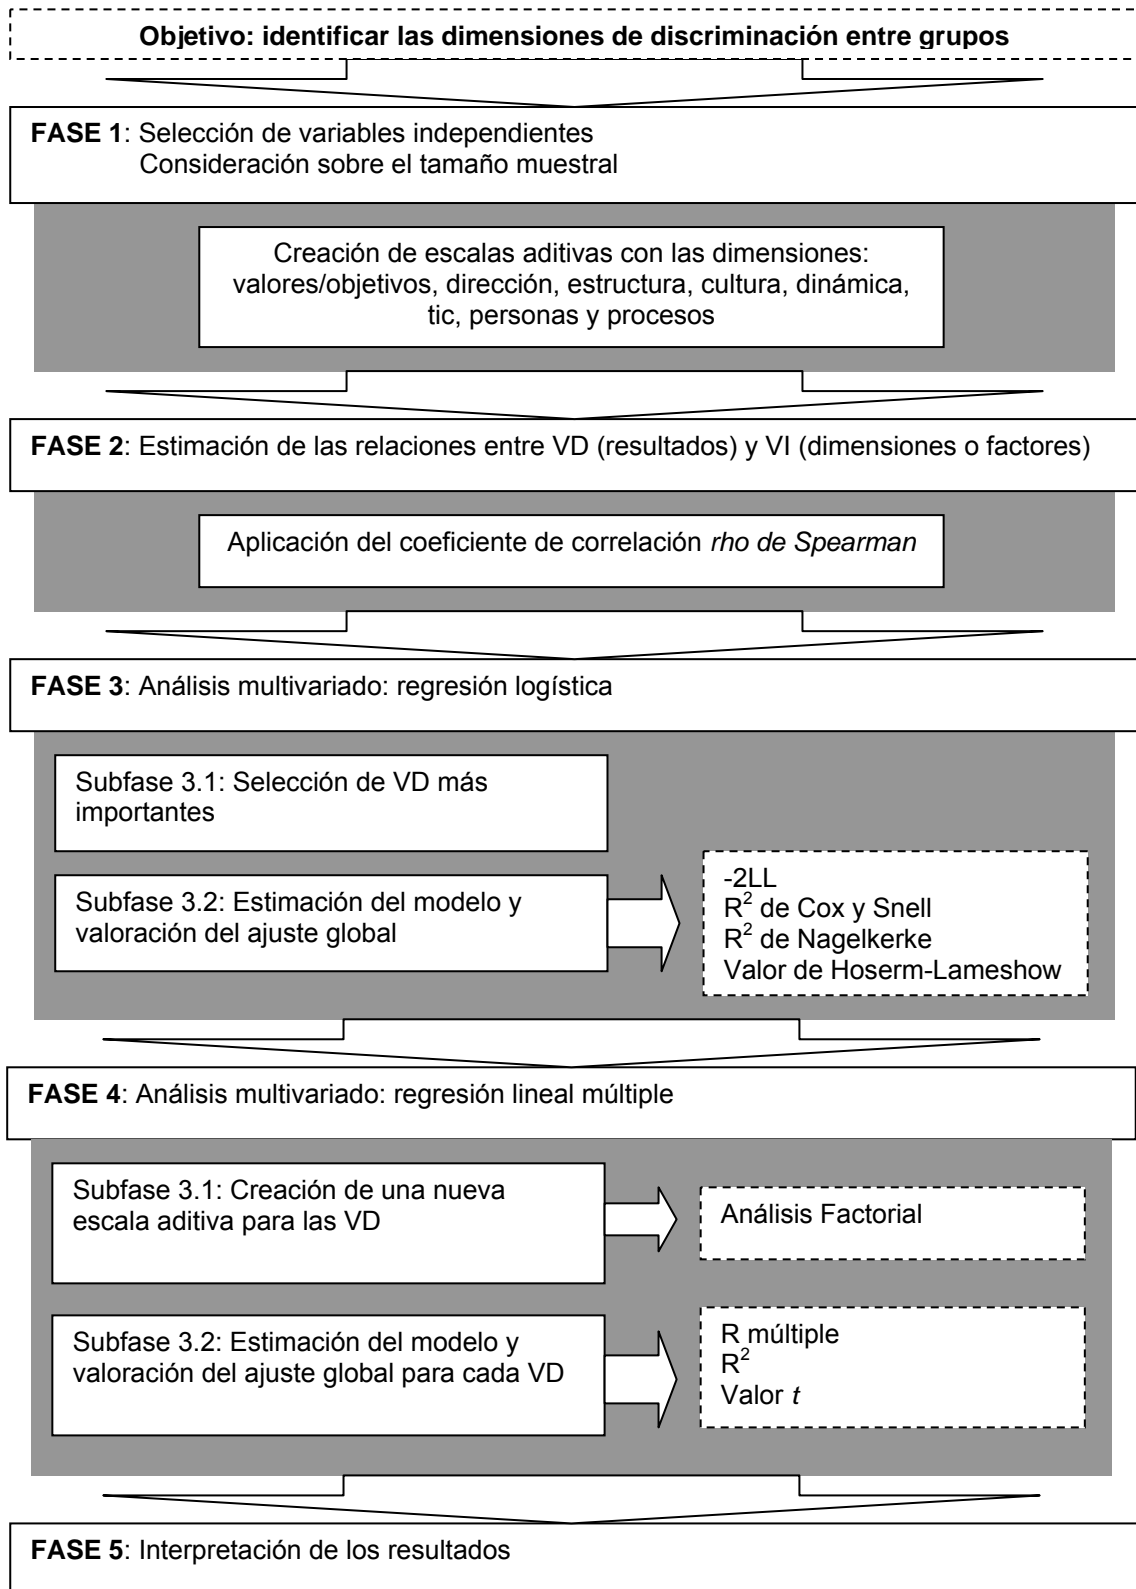 Objetivo: identificar las dimensiones de discriminación entre grupos
FASE 1: Selección de variables independientes
Consideración sobre el tamaño muestral
Creación de escalas aditivas con las dimensiones:
valores/objetivos, dirección, estructura, cultura, dinámica,
tic, personas y procesos
FASE 2: Estimación de las relaciones entre VD (resultados) y VI (dimensiones o factores)
Aplicación del coeficiente de correlación rho de Spearman
FASE 3: Análisis multivariado: regresión logística
Subfase 3.1: Selección de VD más
importantes
Subfase 3.2: Estimación del modelo y
valoración del ajuste global
-2LL
R² de Cox y Snell
R² de Nagelkerke
Valor de Hoserm-Lameshow
FASE 4: Análisis multivariado: regresión lineal múltiple
Subfase 3.1: Creación de una nueva
escala aditiva para las VD
Análisis Factorial
Subfase 3.2: Estimación del modelo y
valoración del ajuste global para cada VD
R múltiple
R²
Valor t
FASE 5: Interpretación de los resultados